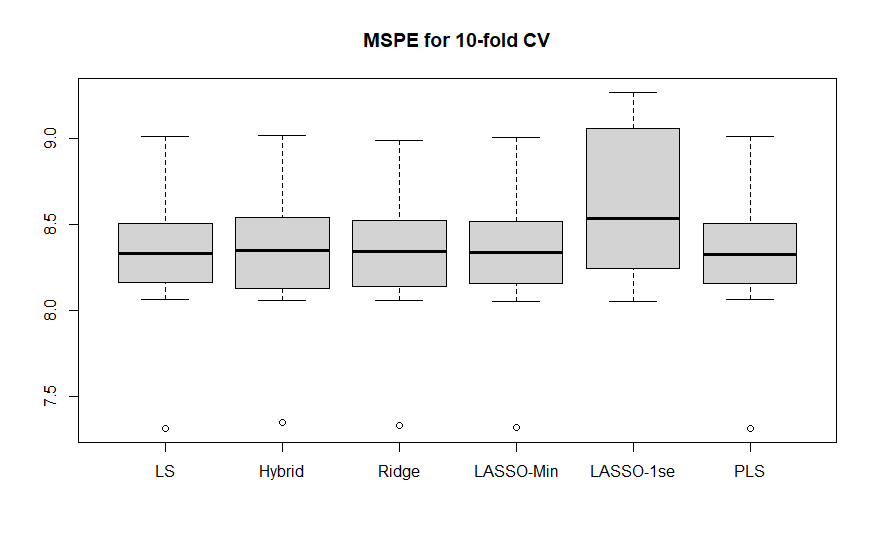 MSPE for 10-fold CV
9.0
8.5
8.0
7.5
LS Hybrid Ridge LASSO-Min LASSO-1se PLS